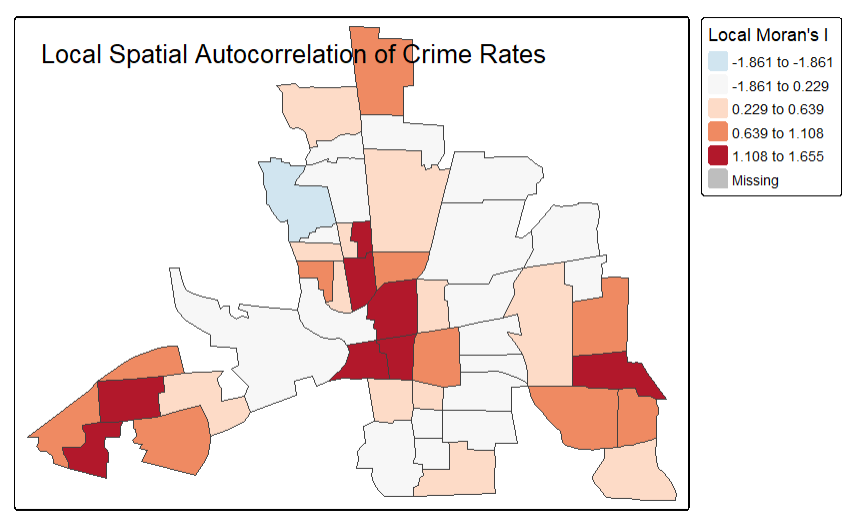 Local Spatial Autocorrelation of Crime Rates
Local Moran's I
-1.861 to -1.861
-1.861 to 0.229
0.229 to 0.639
0.639 to 1.108
1.108 to 1.655
Missing